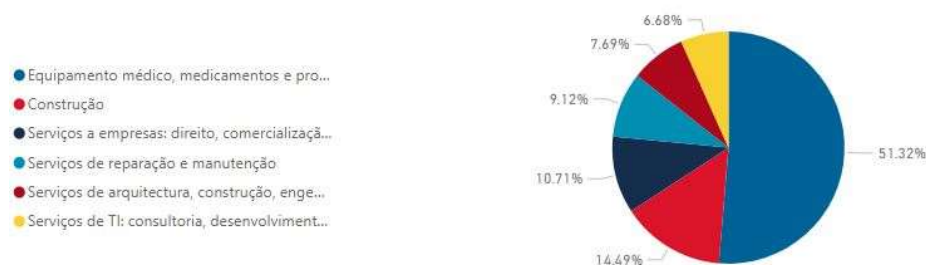 Equipamento médico, medicamentos e pro...
Construção
Serviços a empresas: direito, comercializaçã...
Serviços de reparação e manutenção
Serviços de arquitectura, construção, enge...
Serviços de TI: consultoria, desenvolviment...
6.68%
7.69%
9.12%
10.71%
14.49%
51.32%